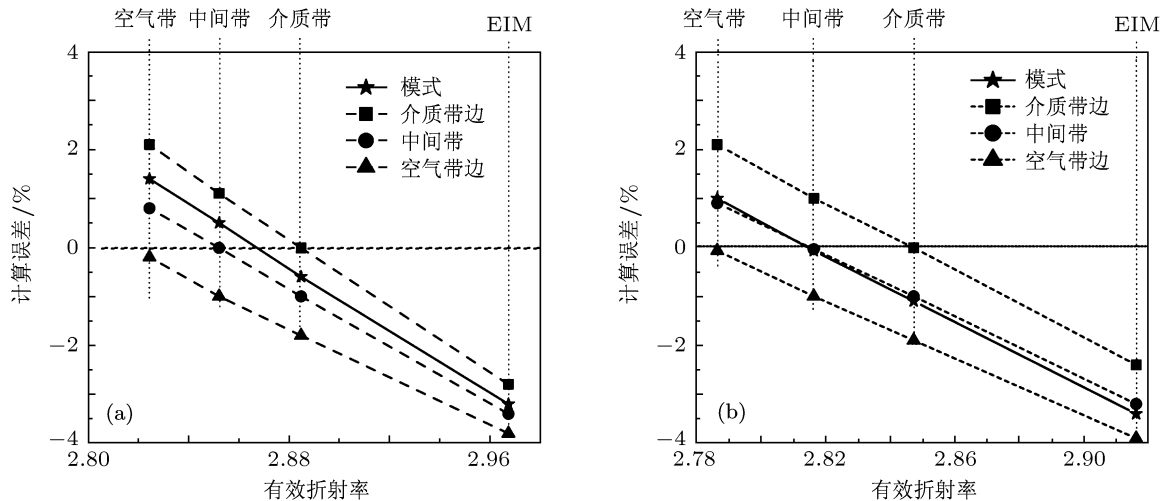 空气带 中间带 介质带 EIM
4
模式
介质带边
中间带
空气带边
2
0
−2
−4
计算误差/%
(a)
2.80 2.88 2.96
有效折射率
空气带 中间带 介质带 EIM
4
模式
介质带边
中间带
空气带边
2
0
−2
−4
计算误差/%
(b)
2.78 2.82 2.86 2.90
有效折射率